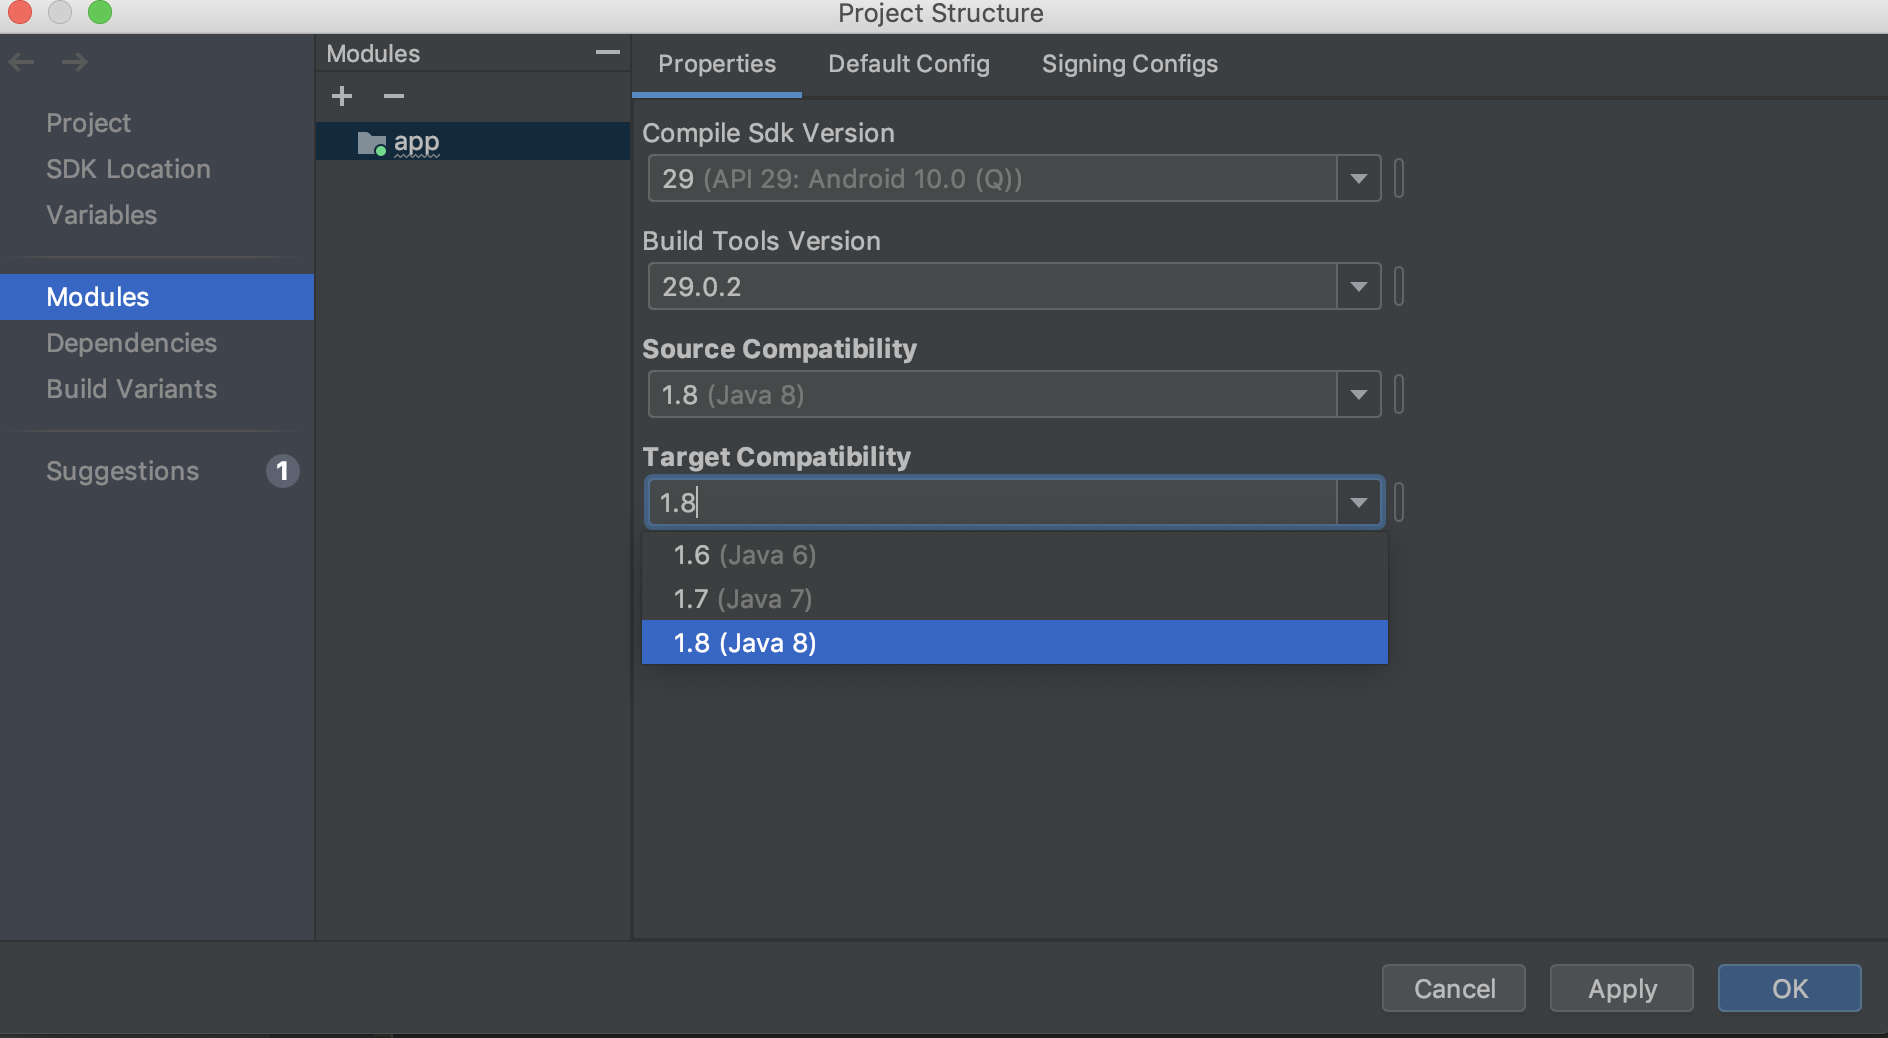 Project Structure
Project
SDK Location
Variables
Modules
Dependencies
Build Variants
Suggestions 1
Modules
app
Properties Default Config Signing Configs
Compile Sdk Version
29 (API 29: Android 10.0 (Q))
Build Tools Version
29.0.2
Source Compatibility
1.8 (Java 8)
Target Compatibility
1.8
1.6 (Java 6)
1.7 (Java 7)
1.8 (Java 8)
Cancel Apply OK